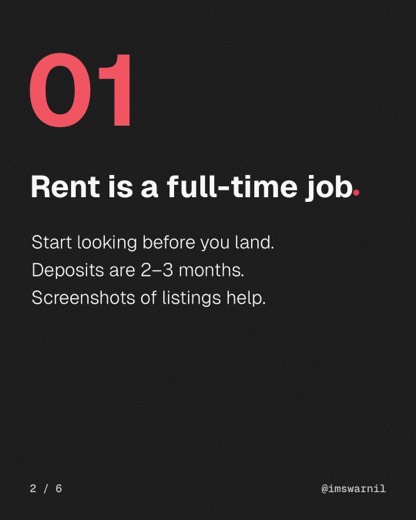 01
Rent is a full-time job.
Start looking before you land.
Deposits are 2–3 months.
Screenshots of listings help.
2 / 6
@imswarnil